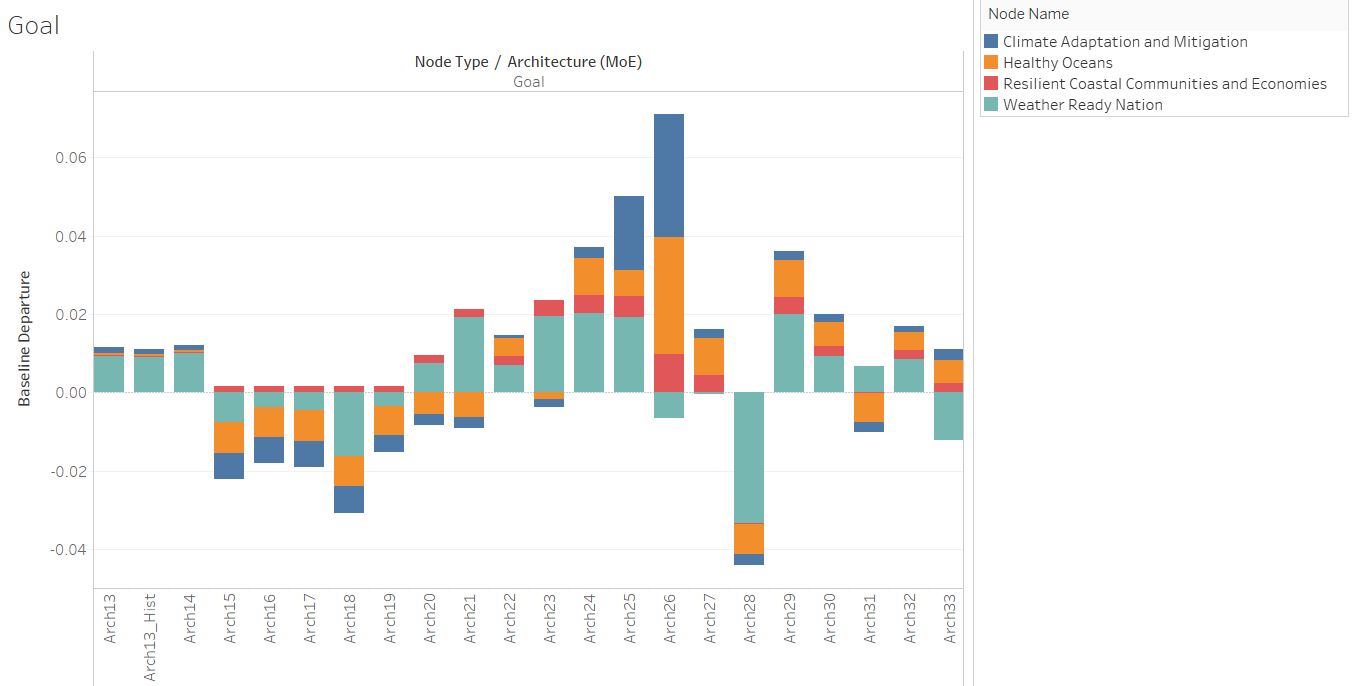 Goal
Node Type / Architecture (MoE)
Goal
Baseline Departure
0.06
0.04
0.02
0.00
-0.02
-0.04
Arch13
Arch13_Hist
Arch14
Arch15
Arch16
Arch17
Arch18
Arch19
Arch20
Arch21
Arch22
Arch23
Arch24
Arch25
Arch26
Arch27
Arch28
Arch29
Arch30
Arch31
Arch32
Arch33
Node Name
Climate Adaptation and Mitigation
Healthy Oceans
Resilient Coastal Communities and Economies
Weather Ready Nation